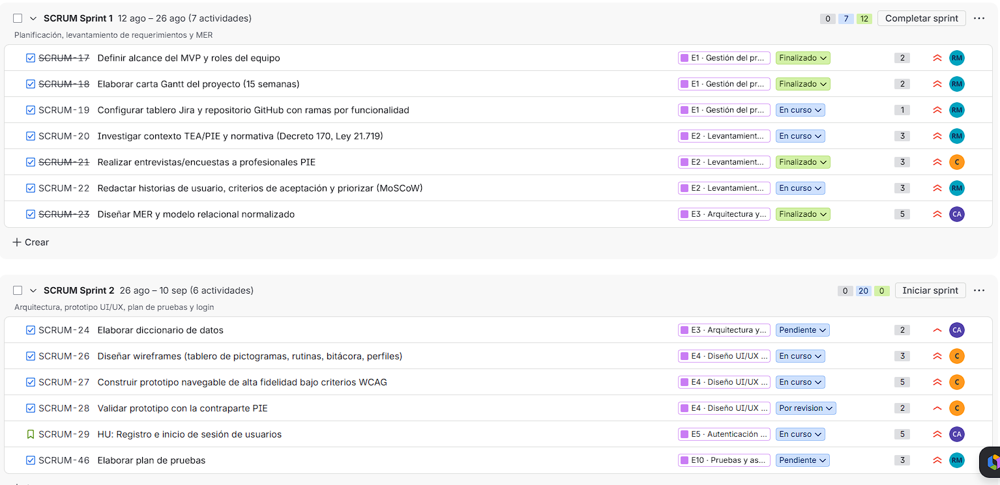 SCRUM Sprint 1 12 ago – 26 ago (7 actividades) 0 7 12 Completar sprint
Planificación, levantamiento de requerimientos y MER
SCRUM-17 Definir alcance del MVP y roles del equipo E1 · Gestión del pr... Finalizado 2 RM
SCRUM-18 Elaborar carta Gantt del proyecto (15 semanas) E1 · Gestión del pr... Finalizado 2 RM
SCRUM-19 Configurar tablero Jira y repositorio GitHub con ramas por funcionalidad E1 · Gestión del pr... En curso 1 RM
SCRUM-20 Investigar contexto TEA/PIE y normativa (Decreto 170, Ley 21.719) E2 · Levantamient... En curso 3 RM
SCRUM-21 Realizar entrevistas/encuestas a profesionales PIE E2 · Levantamient... Finalizado 3 C
SCRUM-22 Redactar historias de usuario, criterios de aceptación y priorizar (MoSCoW) E2 · Levantamient... En curso 3 RM
SCRUM-23 Diseñar MER y modelo relacional normalizado E3 · Arquitectura y... Finalizado 5 CA
+ Crear
SCRUM Sprint 2 26 ago – 10 sep (6 actividades) 0 20 0 Iniciar sprint
Arquitectura, prototipo UI/UX, plan de pruebas y login
SCRUM-24 Elaborar diccionario de datos E3 · Arquitectura y... Pendiente 2 CA
SCRUM-26 Diseñar wireframes (tablero de pictogramas, rutinas, bitácora, perfiles) E4 · Diseño UI/UX ... En curso 3 C
SCRUM-27 Construir prototipo navegable de alta fidelidad bajo criterios WCAG E4 · Diseño UI/UX ... En curso 5 C
SCRUM-28 Validar prototipo con la contraparte PIE E4 · Diseño UI/UX ... Por revision 2 C
SCRUM-29 HU: Registro e inicio de sesión de usuarios E5 · Autenticación ... En curso 5 CA
SCRUM-46 Elaborar plan de pruebas E10 · Pruebas y as... Pendiente 3 RM